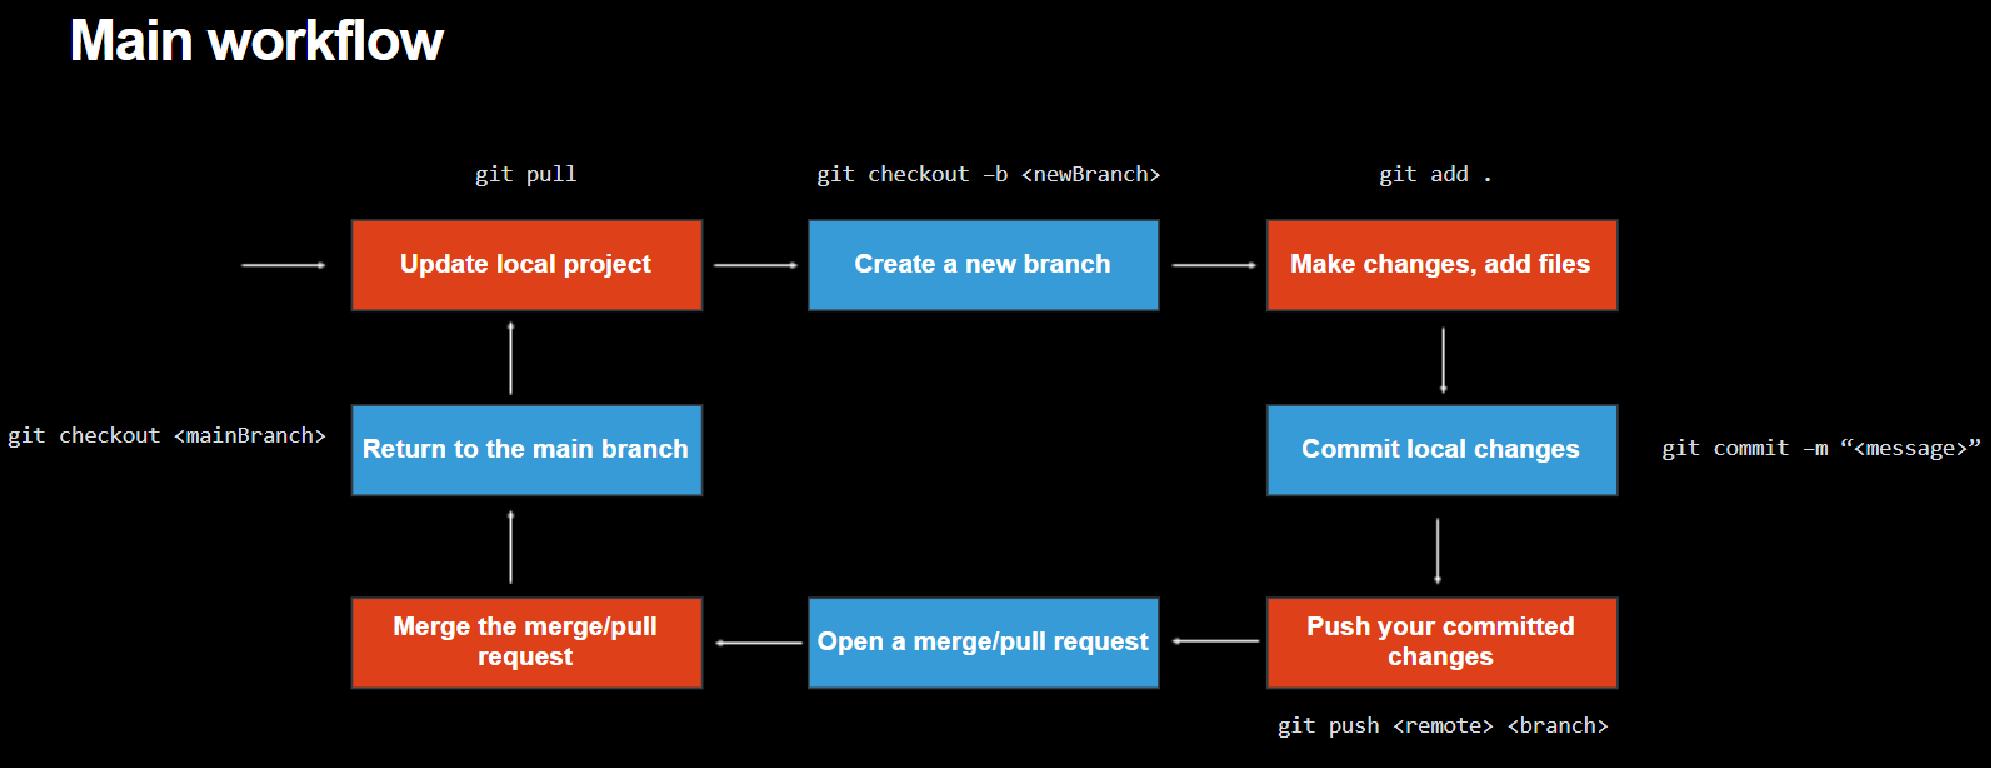 Main workflow
git pull
git checkout –b <newBranch>
git add .
Update local project
Create a new branch
Make changes, add files
git checkout <mainBranch>
Return to the main branch
Commit local changes
git commit –m “<message>”
Merge the merge/pull
request
Open a merge/pull request
Push your committed
changes
git push <remote> <branch>